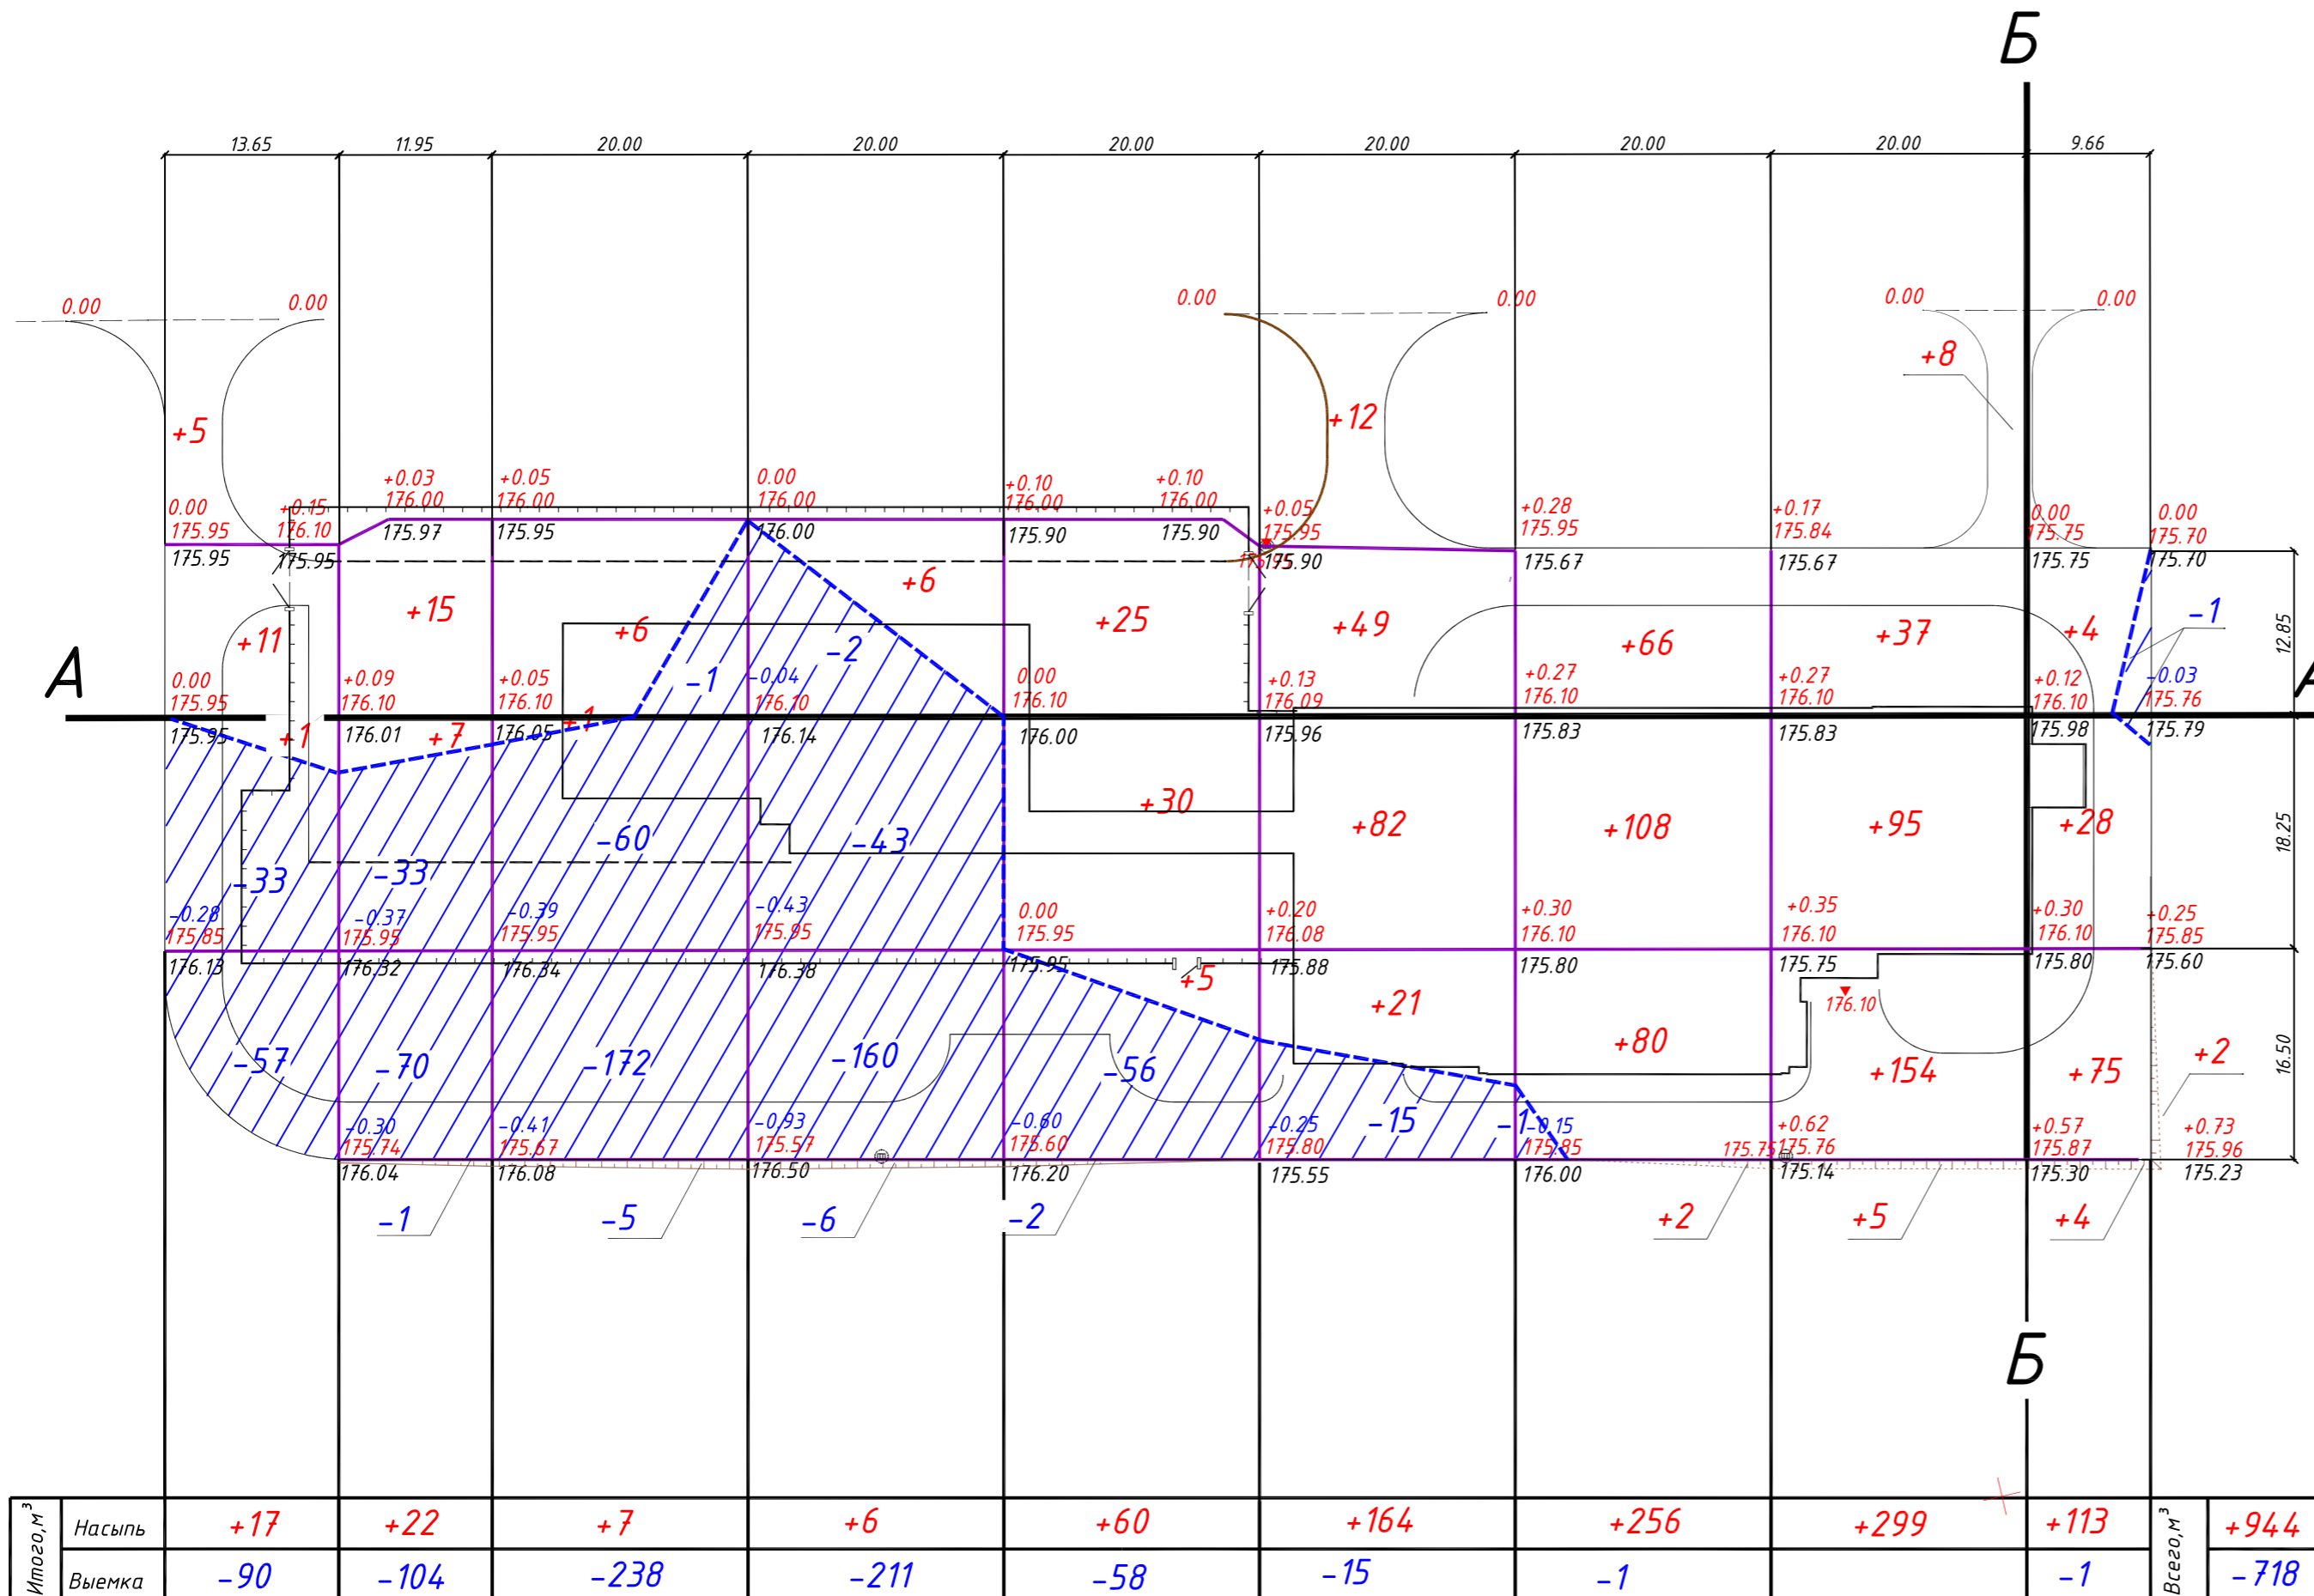 Б
13.65 11.95 20.00 20.00 20.00 20.00 20.00 20.00 9.66
0.00 0.00 0.00 0.00 0.00 0.00
+8
+5 +12
+0.03 +0.05 0.00 +0.10 +0.10
176.00 176.00 176.00 176.00 176.00
0.00 +0.15 +0.05 +0.28 +0.17 0.00 0.00
175.95 176.10 175.95 175.95 175.84 175.75 175.70
175.97 175.95 176.00 175.90 175.90
175.95 175.95 175.90 175.67 175.67 175.75 175.70
+11 +15 +6 -1 -2 +6 +25 +49 +66 +37 +4 -1
12.85
А А
0.00 +0.09 +0.05 -0.04 0.00 +0.13 +0.27 +0.27 +0.12 -0.03
175.95 176.10 176.10 176.10 176.10 176.09 176.10 176.10 176.10 175.76
175.95 176.01 176.05 176.14 176.00 175.96 175.83 175.83 175.98 175.79
+1 +7 +1
-33 -33 -60 -43 +30 +82 +108 +95 +28
18.25
-0.28 -0.37 -0.39 -0.43 0.00 +0.20 +0.30 +0.35 +0.30 +0.25
175.85 175.95 175.95 175.95 175.95 176.08 176.10 176.10 176.10 175.85
176.13 176.32 176.34 176.38 175.95 175.88 175.80 175.75 175.80 175.60
+5 +21 176.10
-57 -70 -172 -160 -56 -15 -1 +80 +154 +75 +2
16.50
-0.30 -0.41 -0.93 -0.60 -0.25 -0.15 +0.62 +0.57 +0.73
175.74 175.67 175.57 175.60 175.80 175.85 175.75 175.76 175.87 175.96
176.04 176.08 176.50 176.20 175.55 176.00 175.14 175.30 175.23
-1 -5 -6 -2 +2 +5 +4
Б
Итого,м³ Насыпь +17 +22 +7 +6 +60 +164 +256 +299 +113 Всего,м³ +944
Выемка -90 -104 -238 -211 -58 -15 -1 -1 -718